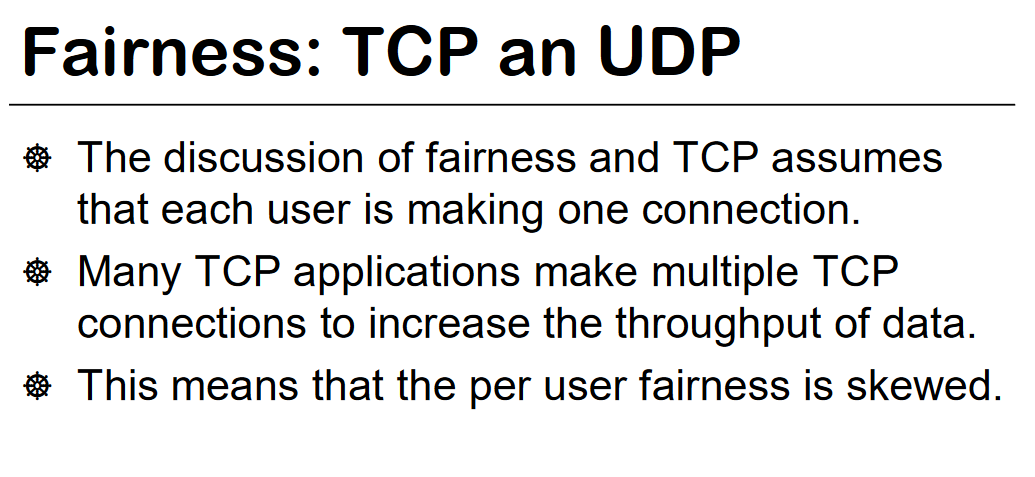 Fairness: TCP an UDP
The discussion of fairness and TCP assumes
that each user is making one connection.
Many TCP applications make multiple TCP
connections to increase the throughput of data.
This means that the per user fairness is skewed.